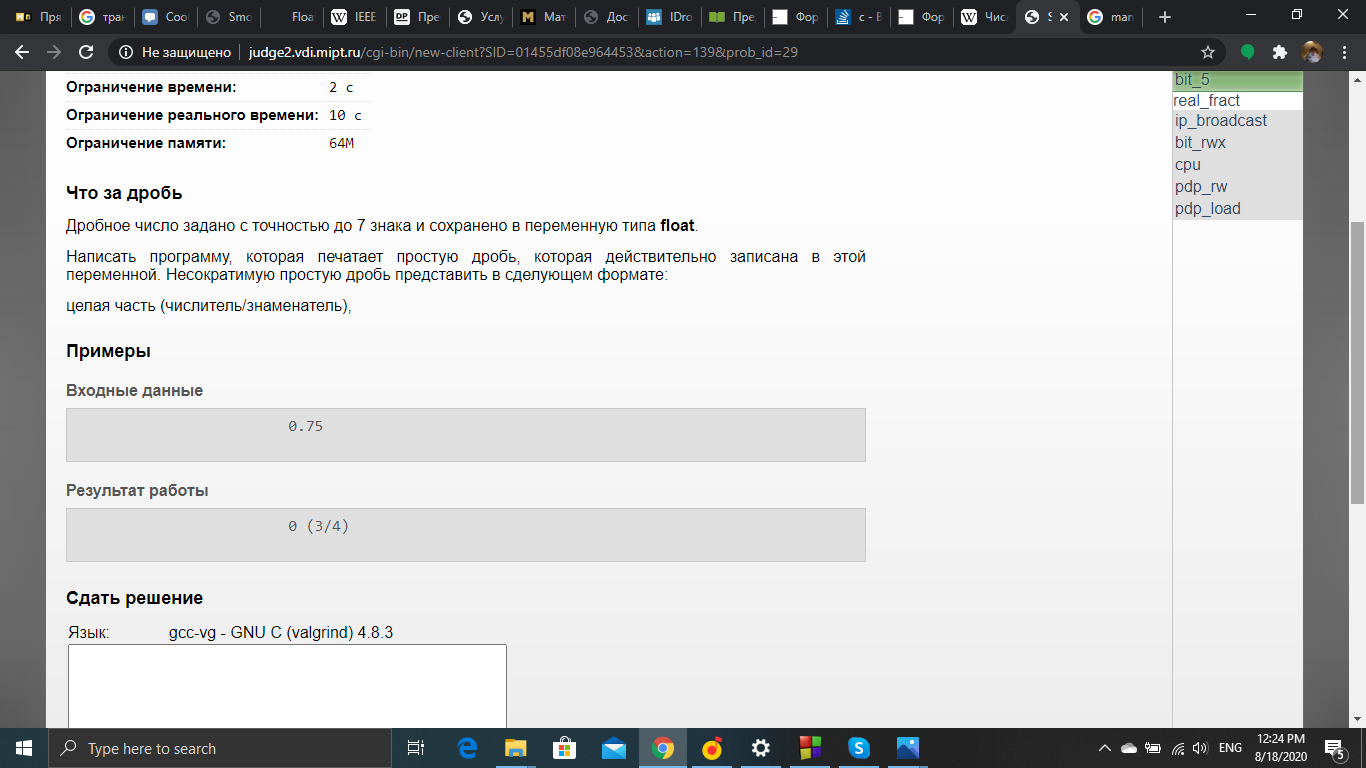 Пря
тран
Coo
Smo
Floa
IEEE
Пре
Услу
Мат
Дос
IDro
Пре,
Фор
c - B
Фор
Чис
S
man
Не защищено | judge2.vdi.mipt.ru/cgi-bin/new-client?SID=01455df08e964453&action=139&prob_id=29
Ограничение времени: 2 с
Ограничение реального времени: 10 с
Ограничение памяти: 64M
bit_5
real_fract
ip_broadcast
bit_rwx
cpu
pdp_rw
pdp_load
Что за дробь
Дробное число задано с точностью до 7 знака и сохранено в переменную типа float.
Написать программу, которая печатает простую дробь, которая действительно записана в этой
переменной. Несократимую простую дробь представить в сделующем формате:
целая часть (числитель/знаменатель),
Примеры
Входные данные
0.75
Результат работы
0 (3/4)
Сдать решение
Язык: gcc-vg - GNU C (valgrind) 4.8.3
Type here to search
ENG
12:24 PM
8/18/2020
5